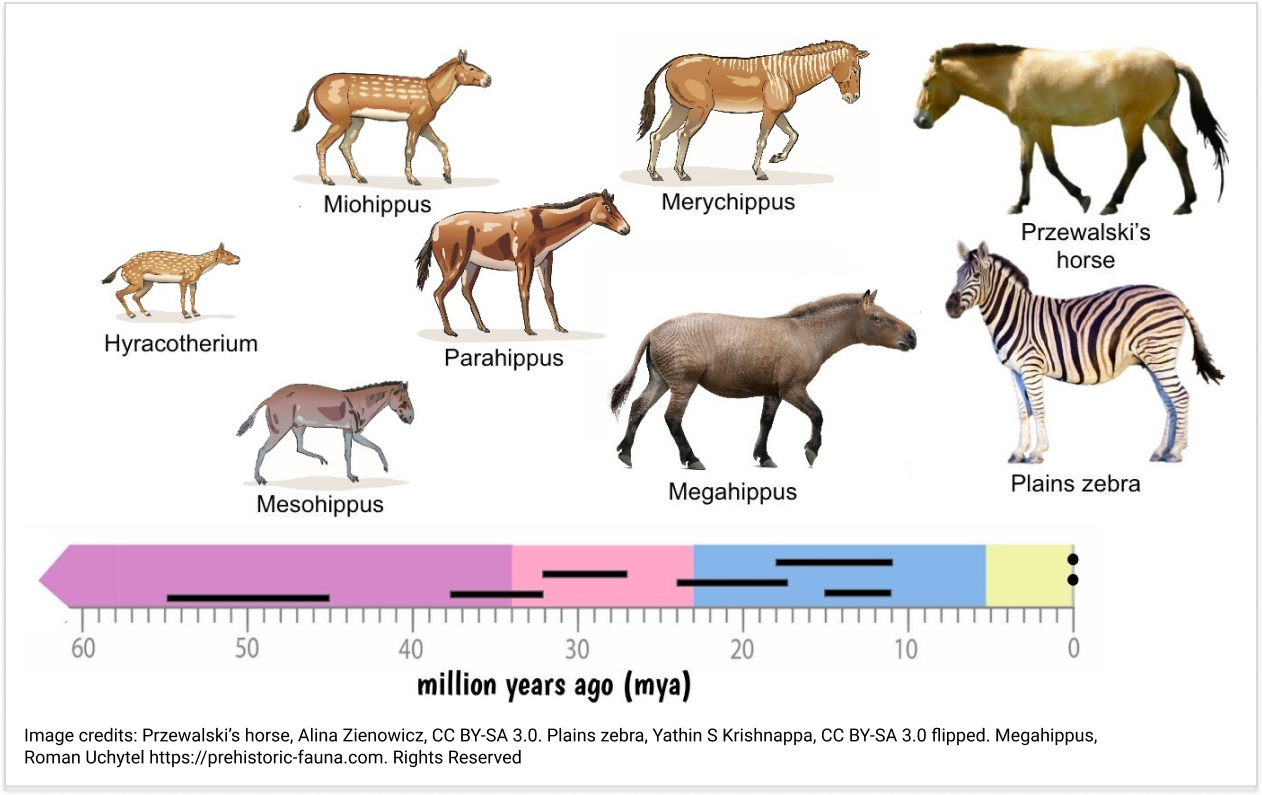 Miohippus
Merychippus
Przewalski's
horse
Hyracotherium
Parahippus
Mesohippus
Megahippus
Plains zebra
60 50 40 30 20 10 0
million years ago (mya)
Image credits: Przewalski's horse, Alina Zienowicz, CC BY-SA 3.0. Plains zebra, Yathin S Krishnappa, CC BY-SA 3.0 flipped. Megahippus,
Roman Uchytel https://prehistoric-fauna.com. Rights Reserved